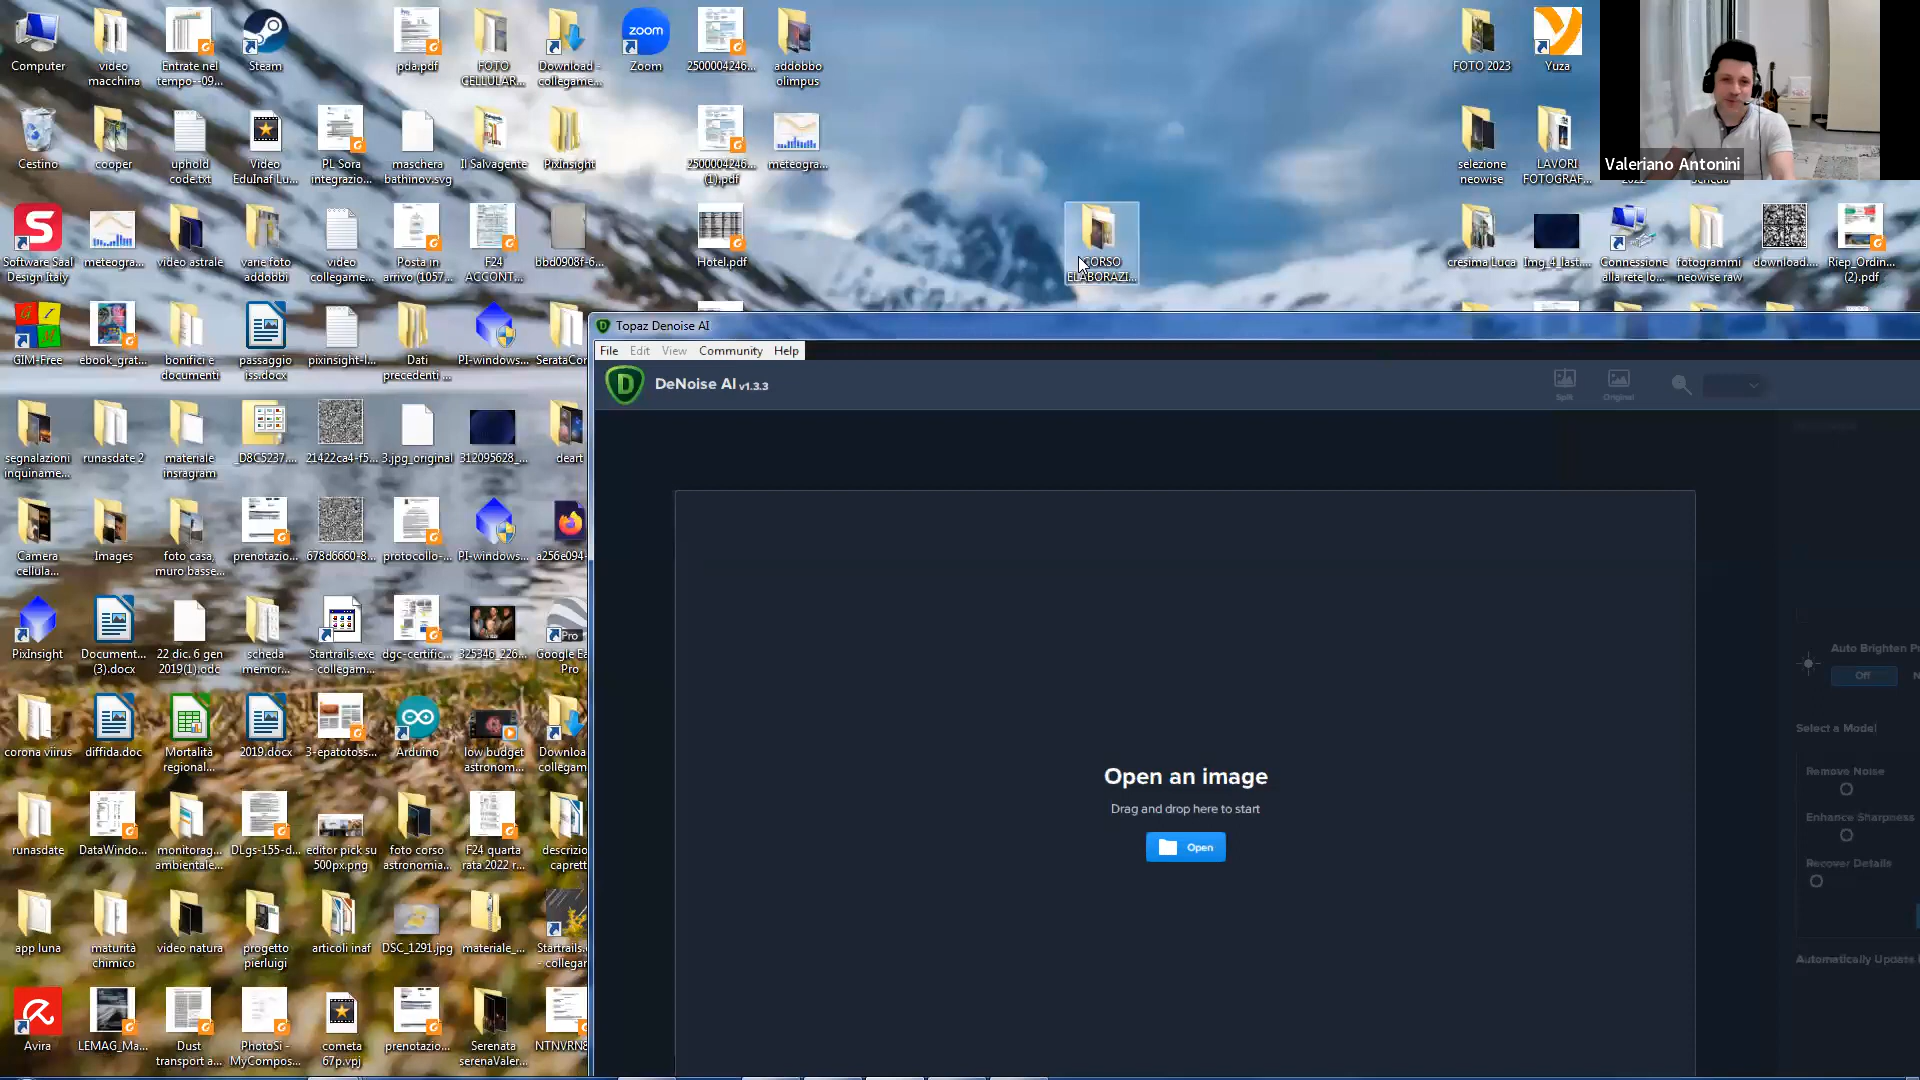 Computer
video
macchina
Entrate nel
tempo--09...
Steam
pda.pdf
FOTO
CELLULAR...
Download -
collegame...
Zoom
zoom
2500004246...
addobbo
olimpus
FOTO 2023
Yuza
Cestino
cooper
uphold
code.txt
Video
EduInaf Lu...
PL Sora
integrazio...
maschera
bathinov.svg
Il Salvagente
PixInsight
2500004246...
(1).pdf
meteogra...
selezione
neowise
LAVORI
FOTOGRAF...
Valeriano Antonini
Software Saal
Design Italy
meteogra...
video astrale
varie foto
addobbi
video
collegame...
Posta in
arrivo (1057...
F24
ACCONT...
bbd0908f-6...
Hotel.pdf
CORSO
ELABORAZI...
cresima Luca
Img_4_last....
Connessione
alla rete lo...
fotogrammi
neowise raw
download....
Riep_Ordin...
(2).pdf
GIM-Free
ebook_grat...
bonifici e
documenti
passaggio
iss.docx
pixinsight-l...
Dati
precedenti ...
PI-windows...
SerataCor
Topaz Denoise AI
File Edit View Community Help
DeNoise AI v1.3.3
Split
Original
segnalazioni
inquiname...
runasdate 2
materiale
insragram
_D8C5237....
21422ca4-f5...
3.jpg_original
312095628_...
deart
Camera
cellula...
Images
foto casa,
muro basse...
prenotazio...
678d6660-8...
protocollo-...
PI-windows...
a256e094-
PixInsight
Document...
(3).docx
22 dic. 6 gen
2019(1).odc
scheda
memor...
Startrails.exe
- collegam...
dgc-certific...
325346_226...
Google Ea
Pro
Auto Brighten Pr
Off
Select a Model
corona viirus
diffida.doc
Mortalità
regional...
2019.docx
3-epatotoss...
Arduino
low budget
astronom...
Downloa
collegam
Open an image
Drag and drop here to start
Open
Remove Noise
Enhance Sharpness
Recover Details
runasdate
DataWindo...
monitorag...
ambientale...
DLgs-155-d...
editor pick su
500px.png
foto corso
astronomia...
F24 quarta
rata 2022 r...
descrizio
caprett
app luna
maturità
chimico
video natura
progetto
pierluigi
articoli inaf
DSC_1291.jpg
materiale_...
Startrails.
- collegar
Automatically Update
Avira
LEMAG_Ma...
Dust
transport a...
PhotoSi -
MyCompos...
cometa
67p.vpj
prenotazio...
Serenata
serenaValer...
NTNVRN8